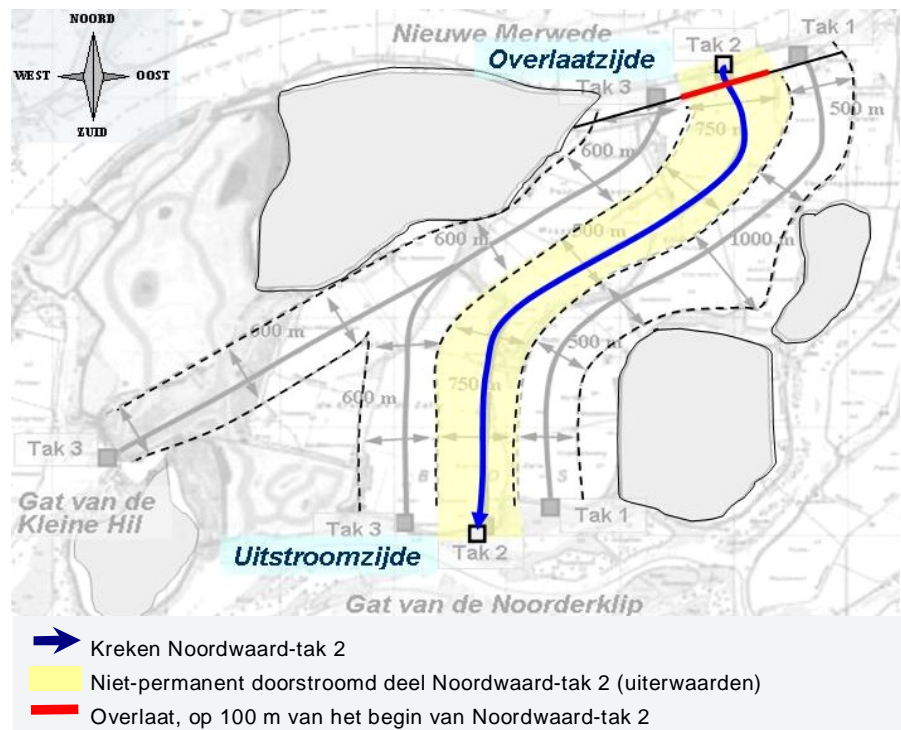 NOORD
WEST
OOST
ZUID
Nieuwe Merwede
Overlaatzijde
Tak 1
Tak 2
Tak 3
500 m
750 m
600 m
600 m
1000 m
600 m
500 m
750 m
600 m
Tak 3
Gat van de
Kleine Hil
B
S
Tak 3
Tak 1
Tak 2
Uitstroomzijde
Gat van de Noorderklip
Kreken Noordwaard-tak 2
Niet-permanent doorstroomd deel Noordwaard-tak 2 (uiterwaarden)
Overlaat, op 100 m van het begin van Noordwaard-tak 2